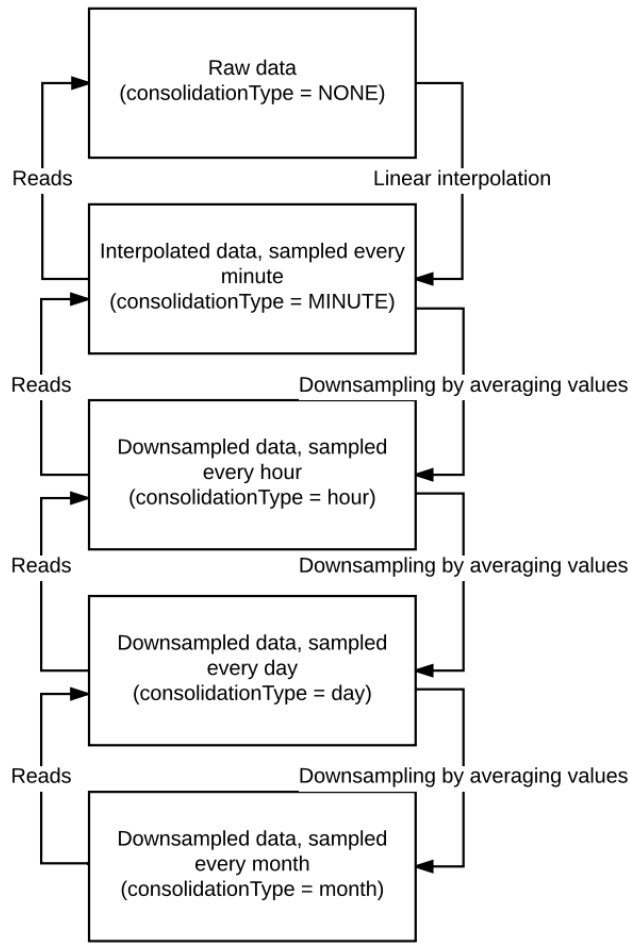 Raw data
(consolidationType = NONE)
Reads
Linear interpolation
Interpolated data, sampled every
minute
(consolidationType = MINUTE)
Reads
Downsampling by averaging values
Downsampled data, sampled
every hour
(consolidationType = hour)
Reads
Downsampling by averaging values
Downsampled data, sampled
every day
(consolidationType = day)
Reads
Downsampling by averaging values
Downsampled data, sampled
every month
(consolidationType = month)